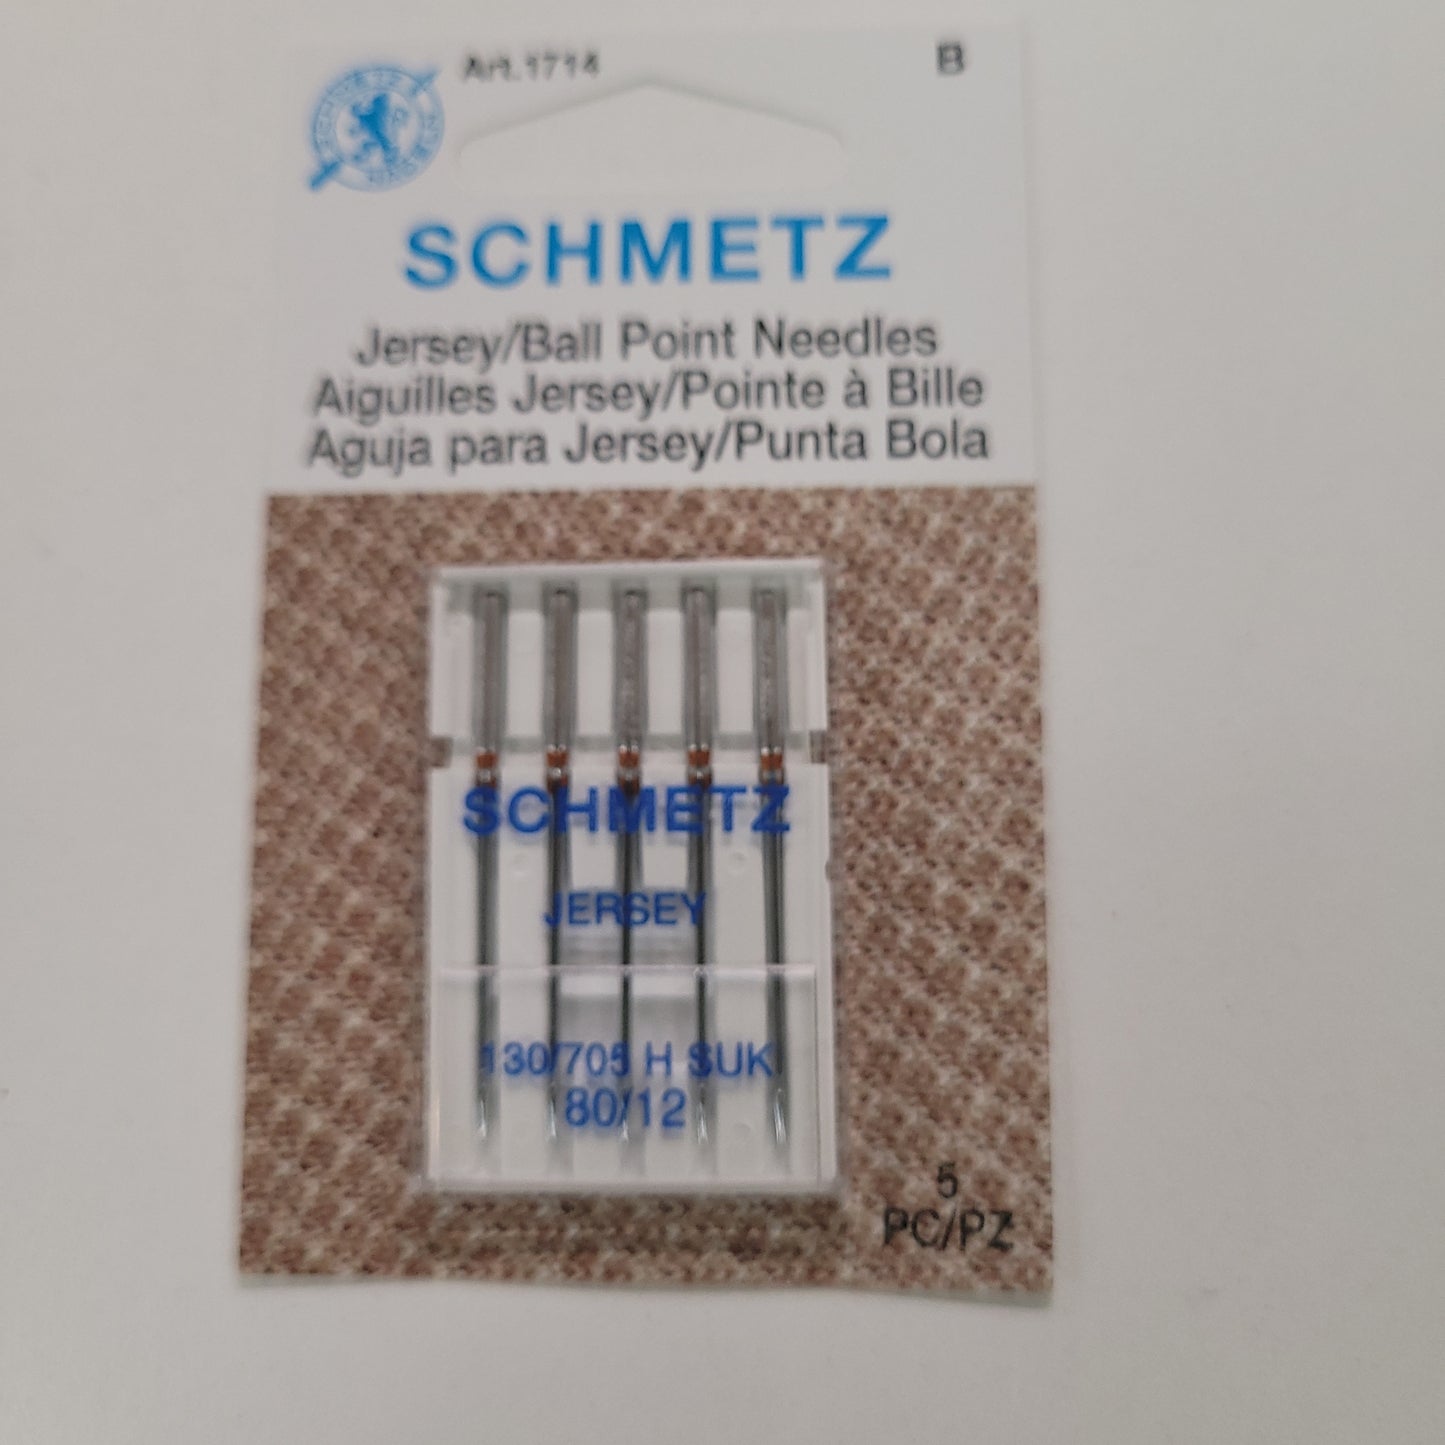 Art.1714
B
SCHMETZ
Jersey/Ball Point Needles
Aiguilles Jersey/Pointe à Bille
Aguja para Jersey/Punta Bola
SCHMETZ
JERSEY
130/705 H SUK
80/12
5
PC/PZ